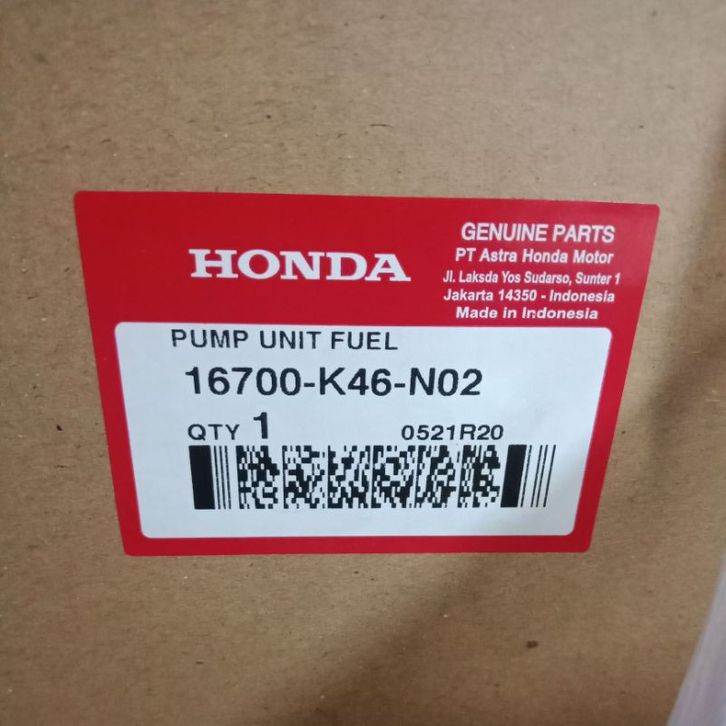 HONDA
GENUINE PARTS
PT Astra Honda Motor
Jl. Laksda Yos Sudarso, Sunter 1
Jakarta 14350 - Indonesia
Made in Indonesia
PUMP UNIT FUEL
16700-K46-N02
QTY 1
0521R20